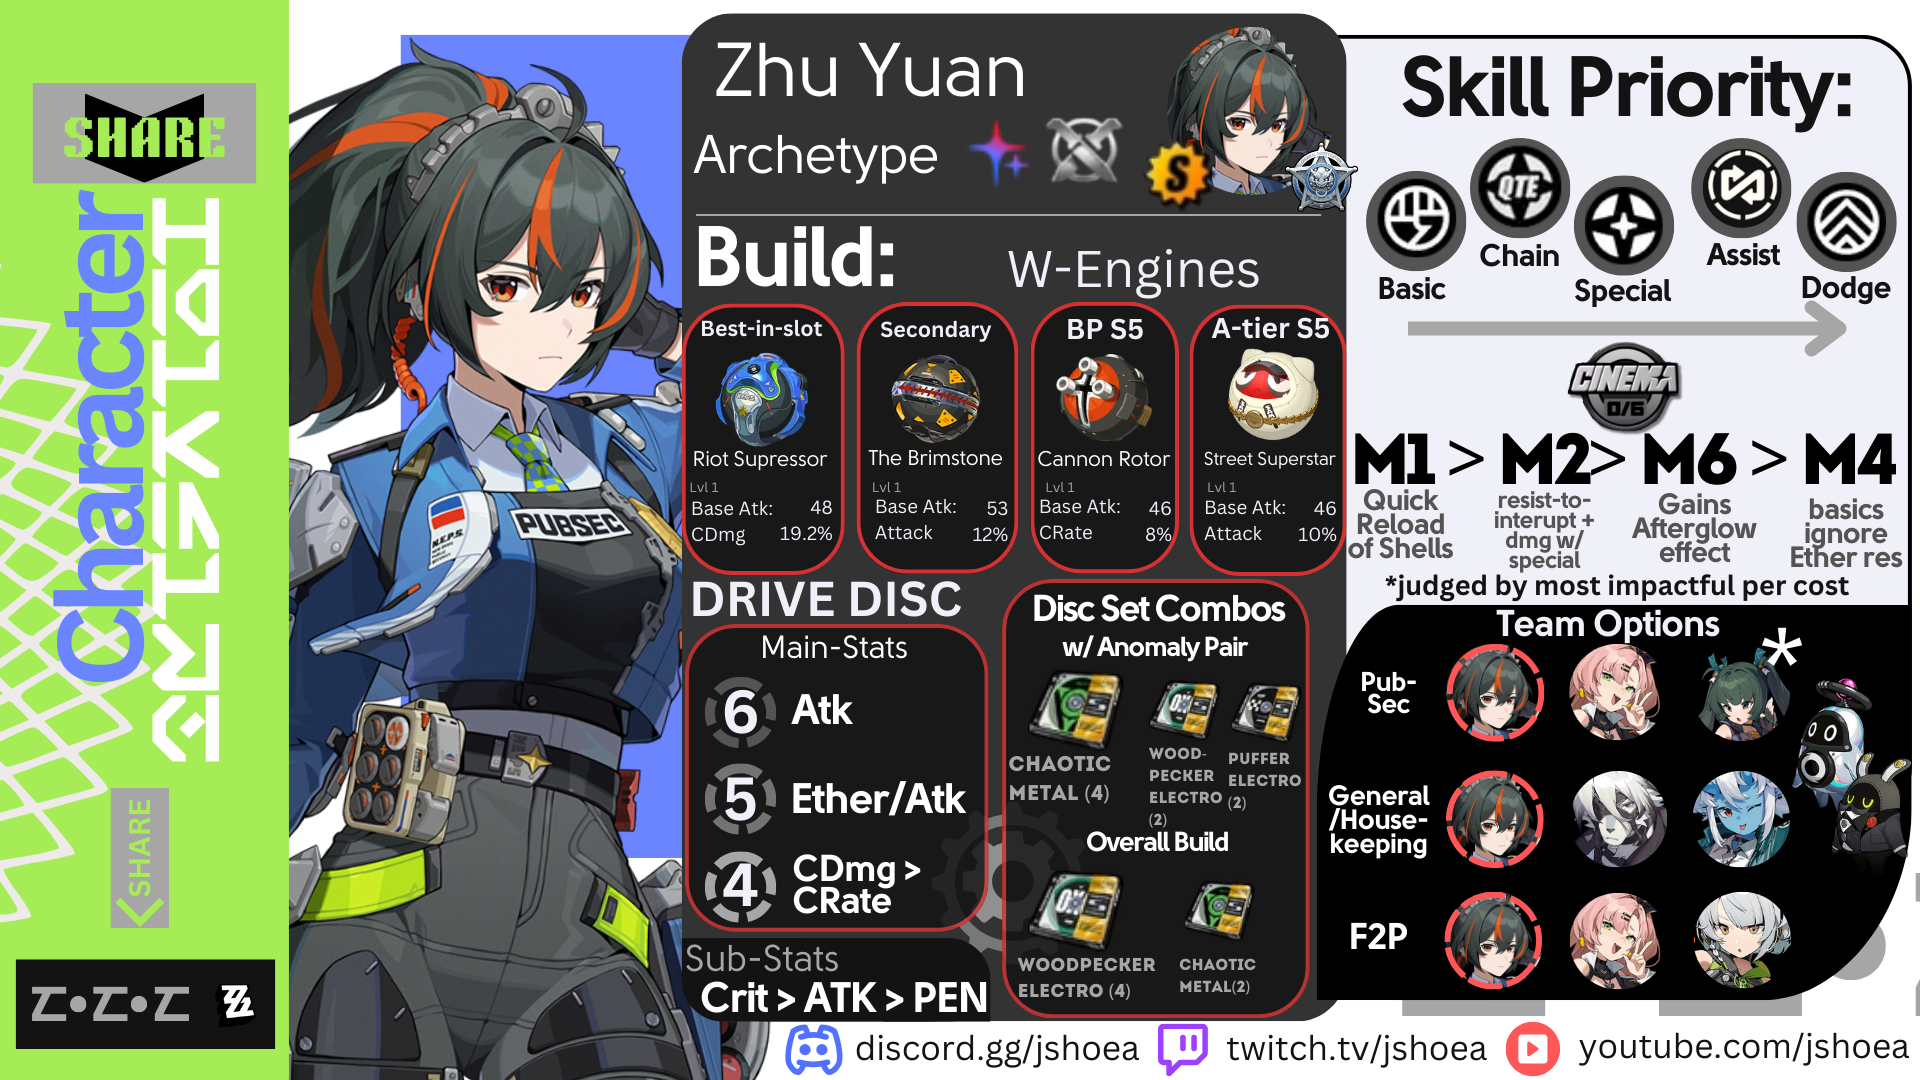 SHARE
Character
SHARE
Z•Z•Z
PUBSEC
N.E.P.S.
Zhu Yuan
Archetype
S
Build:
W-Engines
Best-in-slot
Riot Supressor
Lvl 1
Base Atk: 48
CDmg 19.2%
Secondary
The Brimstone
Lvl 1
Base Atk: 53
Attack 12%
BP S5
Cannon Rotor
Lvl 1
Base Atk: 46
CRate 8%
A-tier S5
Street Superstar
Lvl 1
Base Atk: 46
Attack 10%
DRIVE DISC
Main-Stats
6 Atk
5 Ether/Atk
4 CDmg >
CRate
Sub-Stats
Crit > ATK > PEN
Disc Set Combos
w/ Anomaly Pair
CHAOTIC
METAL (4)
WOOD-
PECKER
ELECTRO
(2)
PUFFER
ELECTRO
(2)
Overall Build
WOODPECKER
ELECTRO (4)
CHAOTIC
METAL(2)
Skill Priority:
Basic
QTE
Chain
Special
Assist
Dodge
CINEMA
0/6
M1 > M2> M6 > M4
Quick
Reload
of Shells
resist-to-
interupt +
dmg w/
special
Gains
Afterglow
effect
basics
ignore
Ether res
*judged by most impactful per cost
Team Options
*
Pub-
Sec
General
/House-
keeping
F2P
discord.gg/jshoea
twitch.tv/jshoea
youtube.com/jshoea